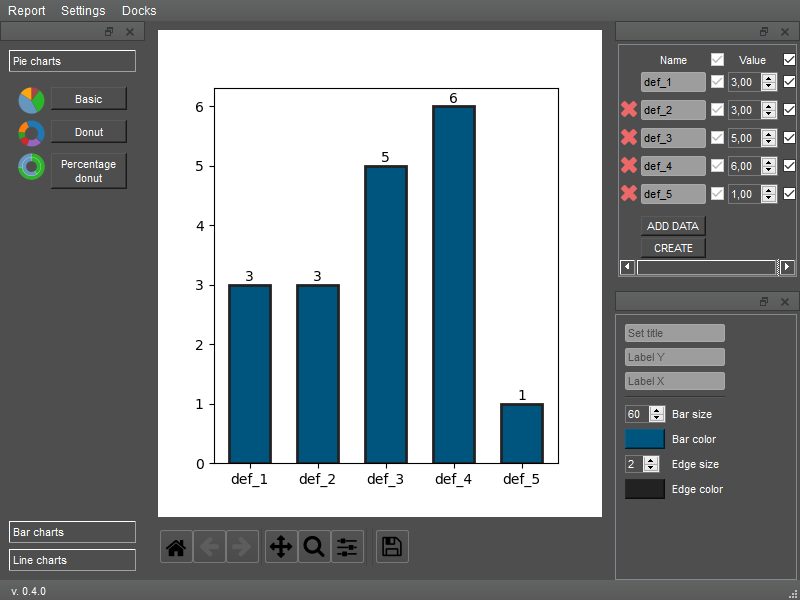 Report Settings Docks
Pie charts
Basic
Donut
Percentage
donut
Bar charts
Line charts
6
5
4
3
2
1
0
3
3
5
6
1
def_1 def_2 def_3 def_4 def_5
Name Value
def_1 3,00
def_2 3,00
def_3 5,00
def_4 6,00
def_5 1,00
ADD DATA
CREATE
Set title
Label Y
Label X
60 Bar size
Bar color
2 Edge size
Edge color
v. 0.4.0